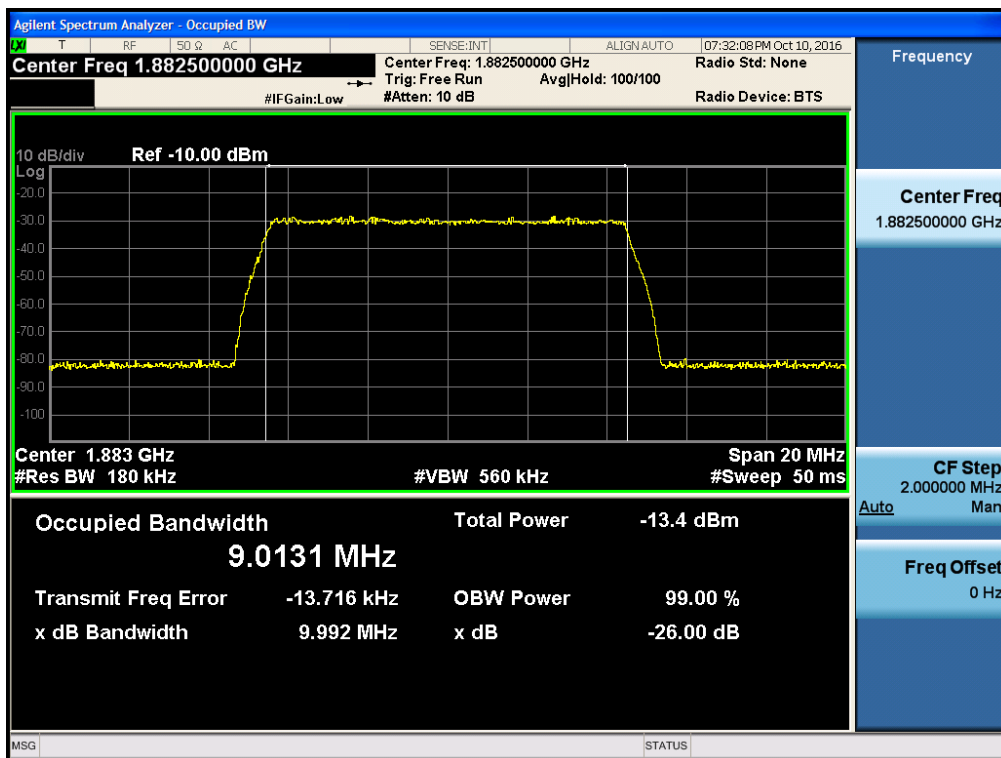 Agilent Spectrum Analyzer - Occupied BW
LXI T RF 50 Ω AC SENSE:INT ALIGN AUTO 07:32:08 PM Oct 10, 2016
Center Freq 1.882500000 GHz
Center Freq: 1.882500000 GHz
Radio Std: None
Trig: Free Run Avg|Hold: 100/100
#IFGain:Low
#Atten: 10 dB
Radio Device: BTS
10 dB/div Ref -10.00 dBm
Log
-20.0
-30.0
-40.0
-50.0
-60.0
-70.0
-80.0
-90.0
-100
Center 1.883 GHz Span 20 MHz
#Res BW 180 kHz #VBW 560 kHz #Sweep 50 ms
Occupied Bandwidth Total Power -13.4 dBm
9.0131 MHz
Transmit Freq Error -13.716 kHz OBW Power 99.00 %
x dB Bandwidth 9.992 MHz x dB -26.00 dB
Frequency
Center Freq
1.882500000 GHz
CF Step
2.000000 MHz
Auto Man
Freq Offset
0 Hz
MSG STATUS